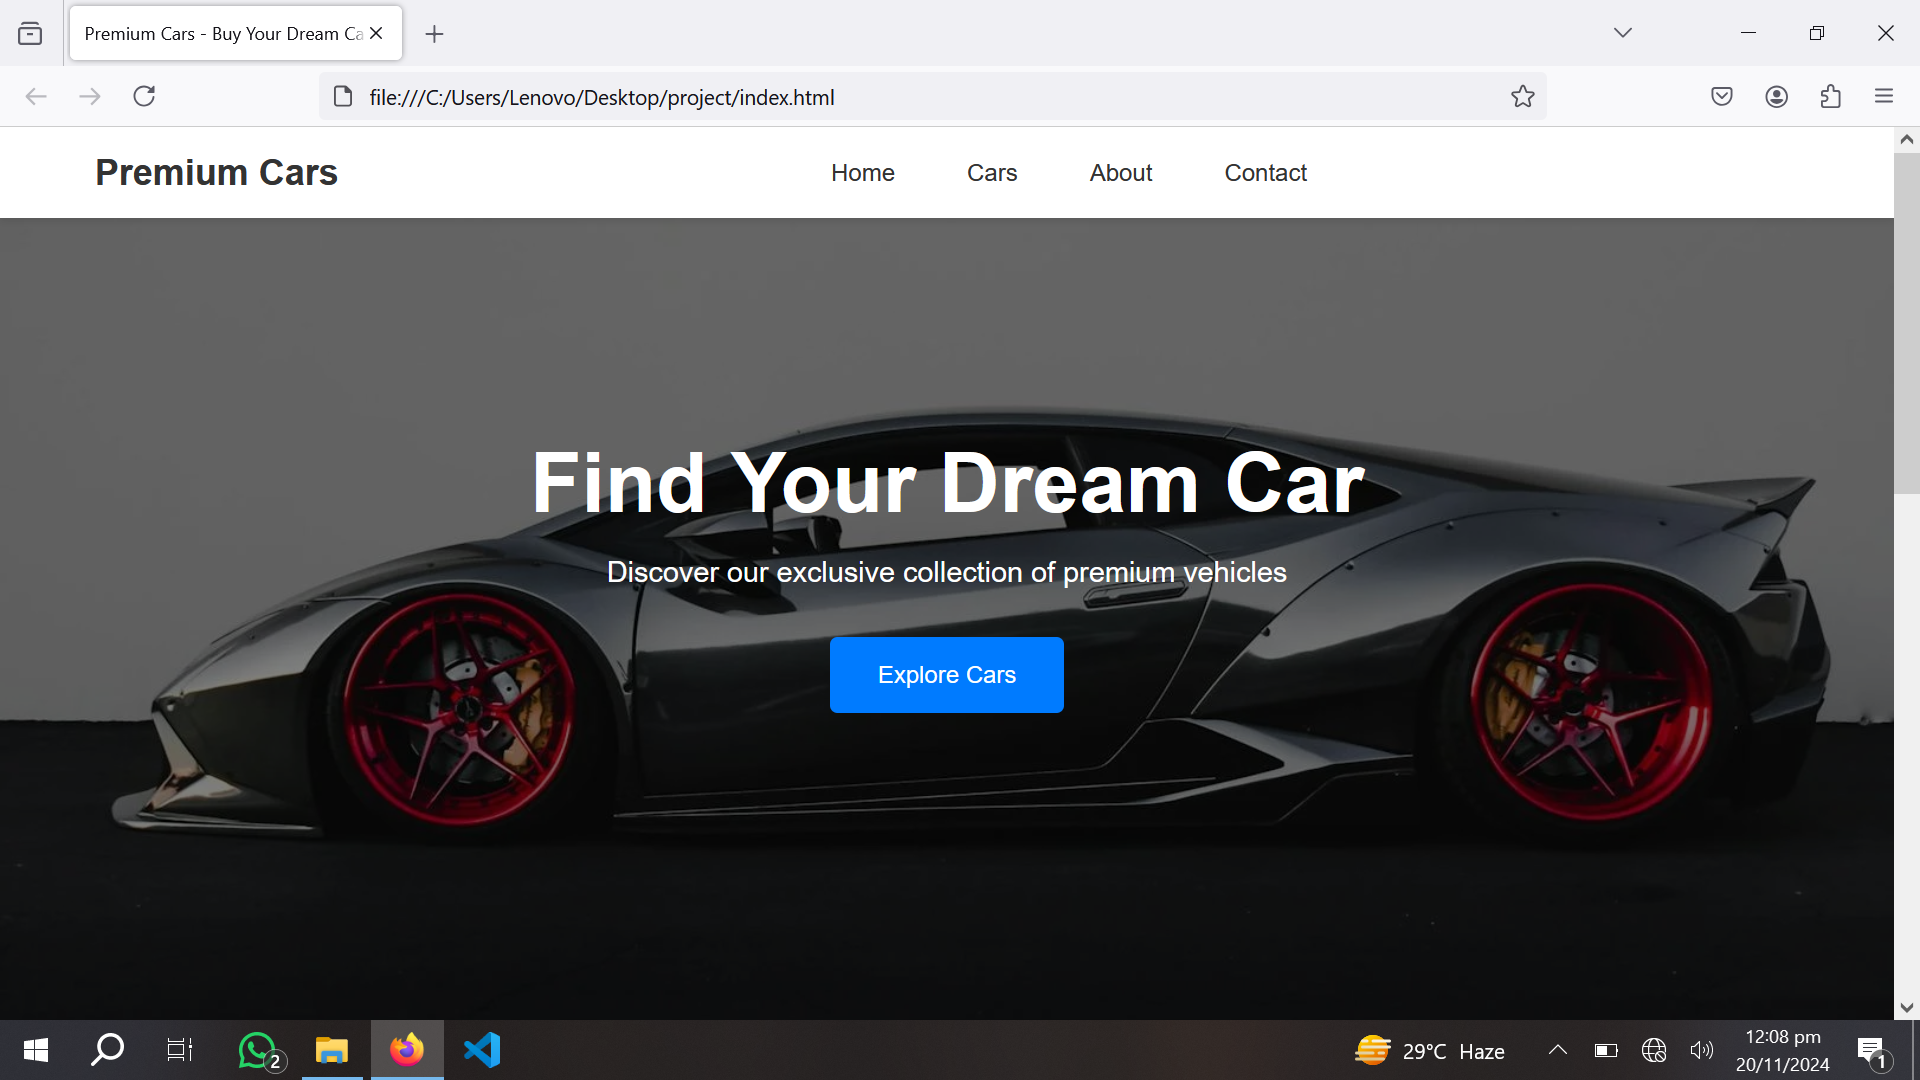 Premium Cars - Buy Your Dream Ca
file:///C:/Users/Lenovo/Desktop/project/index.html
Premium Cars
Home
Cars
About
Contact
Find Your Dream Car
Discover our exclusive collection of premium vehicles
Explore Cars
2
29°C Haze
12:08 pm
20/11/2024
1